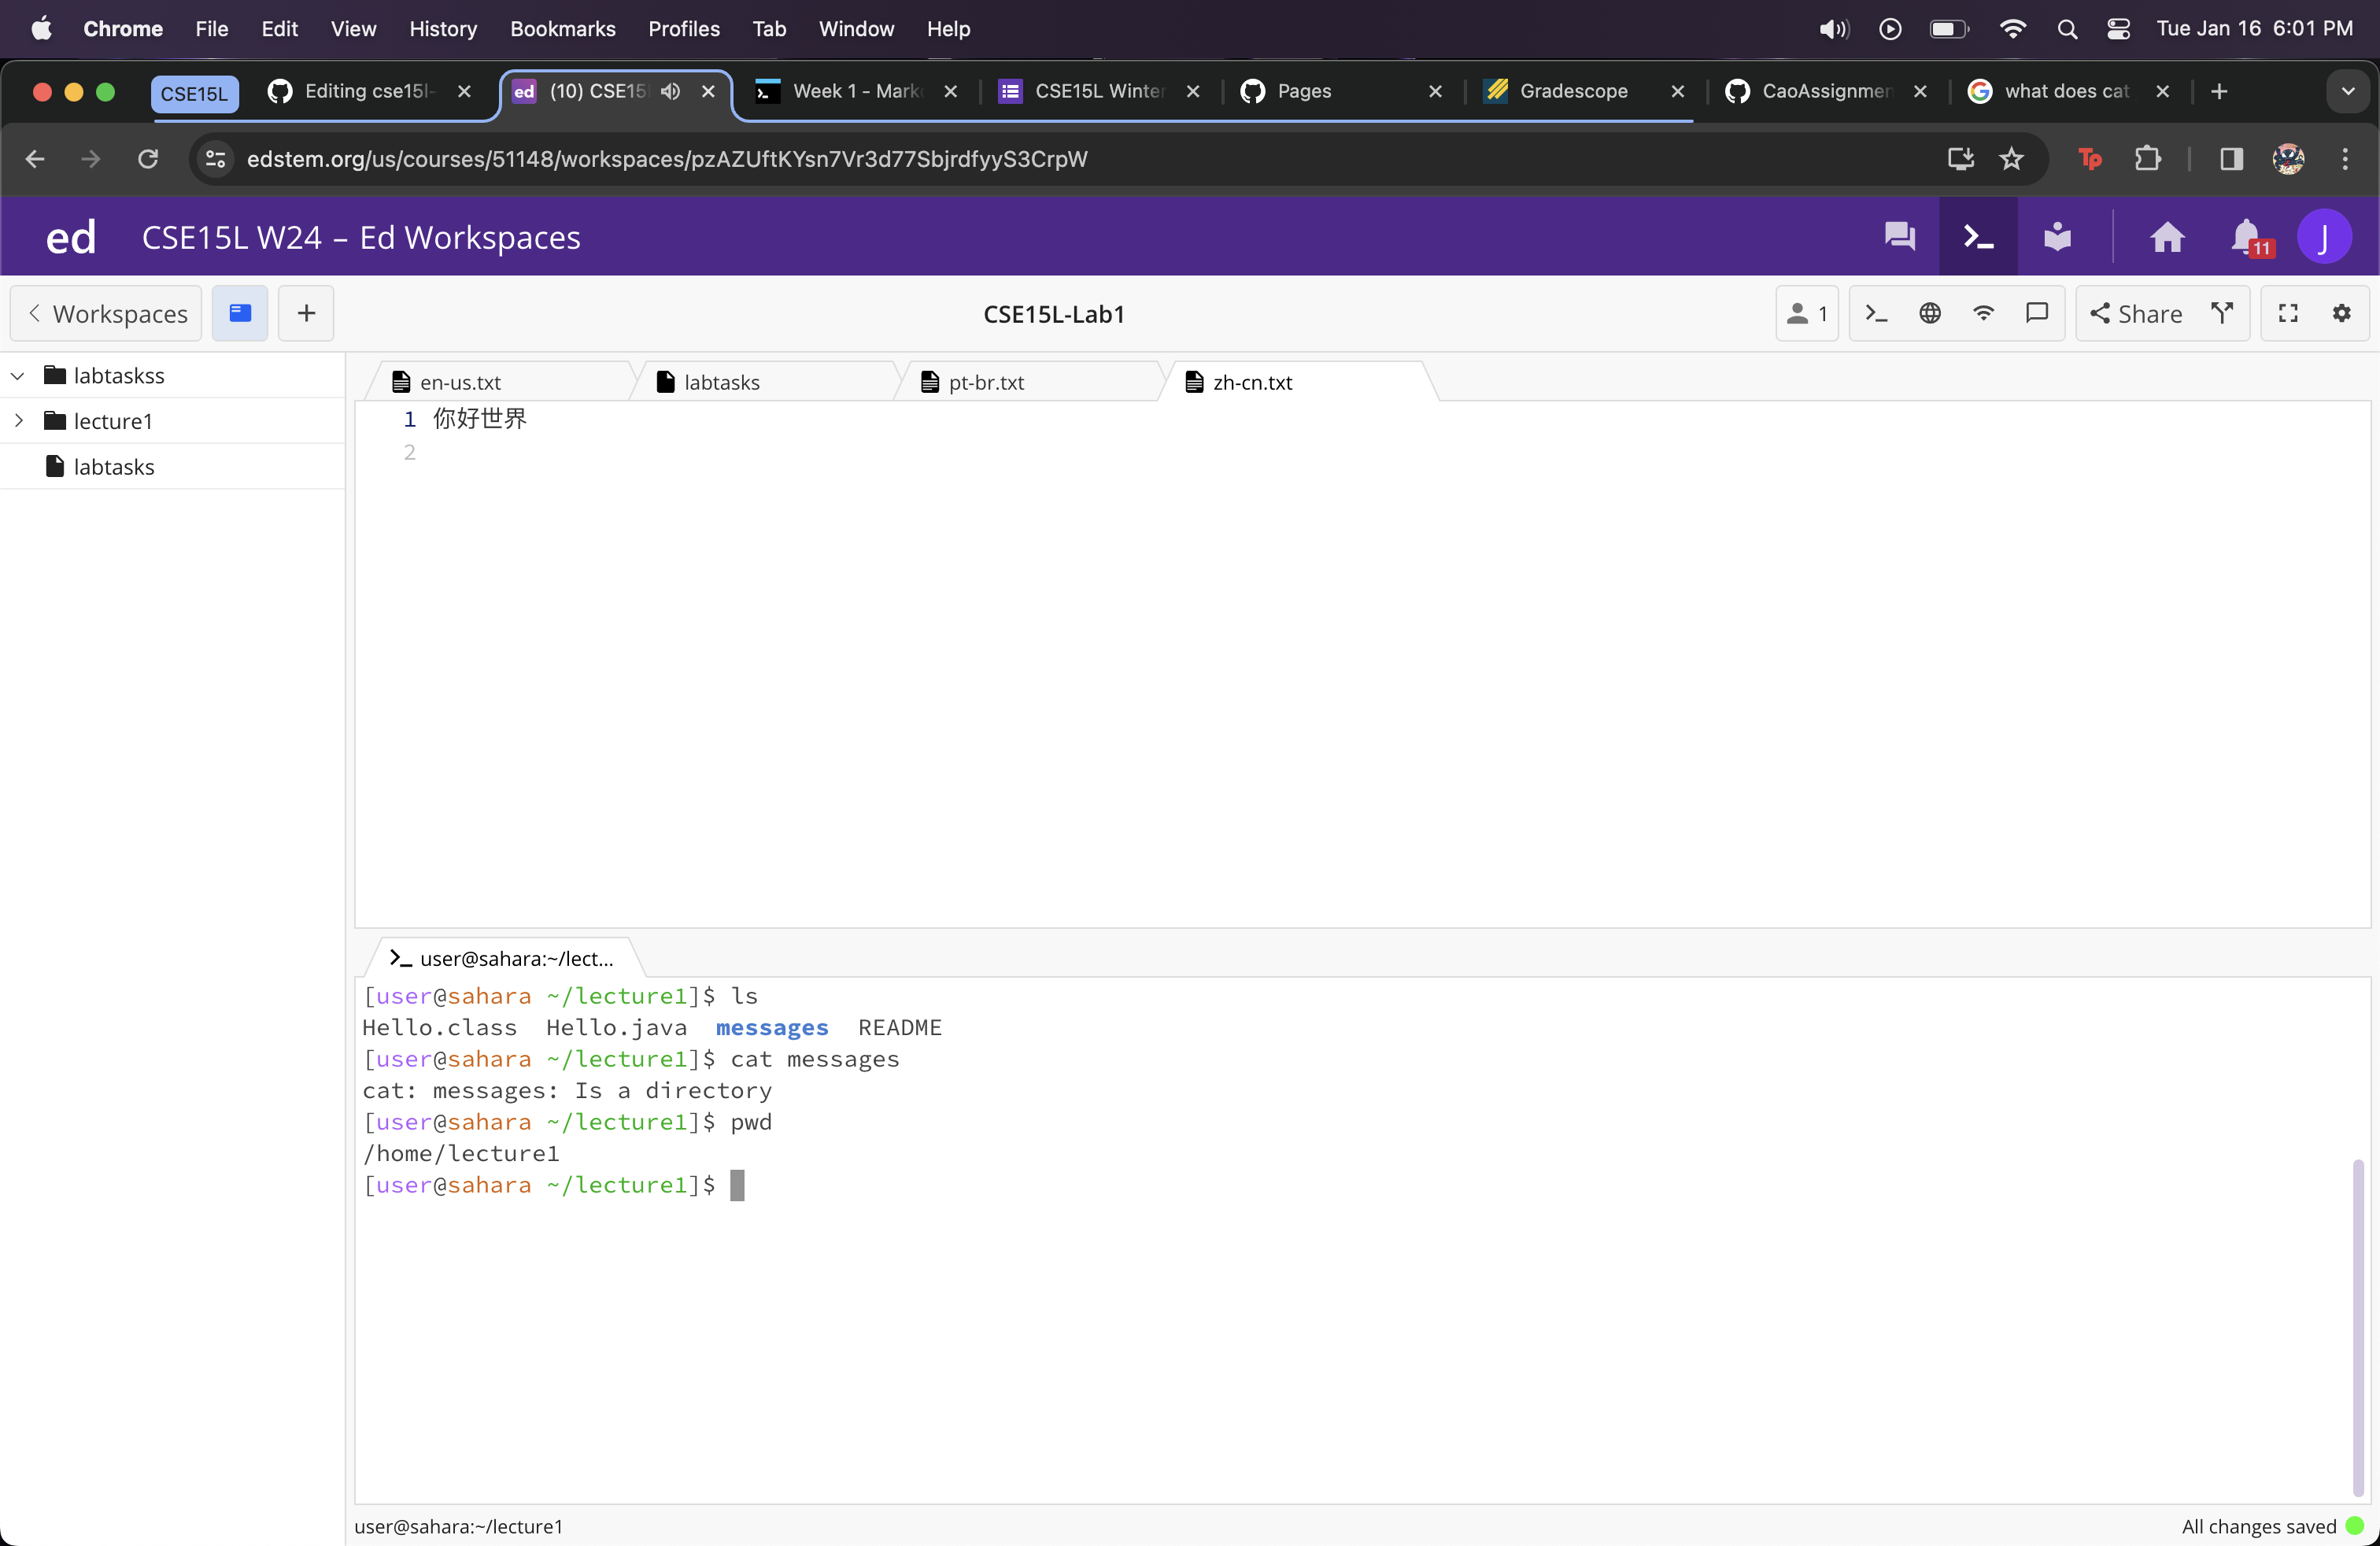 Chrome File Edit View History Bookmarks Profiles Tab Window Help Tue Jan 16 6:01 PM
CSE15L Editing cse15l- (10) CSE15 Week 1 - Mark CSE15L Winter Pages Gradescope CaoAssignmen what does cat
edstem.org/us/courses/51148/workspaces/pzAZUftKYsn7Vr3d77SbjrdfyyS3CrpW Tp
ed CSE15L W24 – Ed Workspaces 11 J
Workspaces CSE15L-Lab1 1 Share
labtaskss
lecture1
labtasks
en-us.txt labtasks pt-br.txt zh-cn.txt
1 你好世界
2
user@sahara:~/lect...
[user@sahara ~/lecture1]$ ls
Hello.class Hello.java messages README
[user@sahara ~/lecture1]$ cat messages
cat: messages: Is a directory
[user@sahara ~/lecture1]$ pwd
/home/lecture1
[user@sahara ~/lecture1]$
user@sahara:~/lecture1 All changes saved